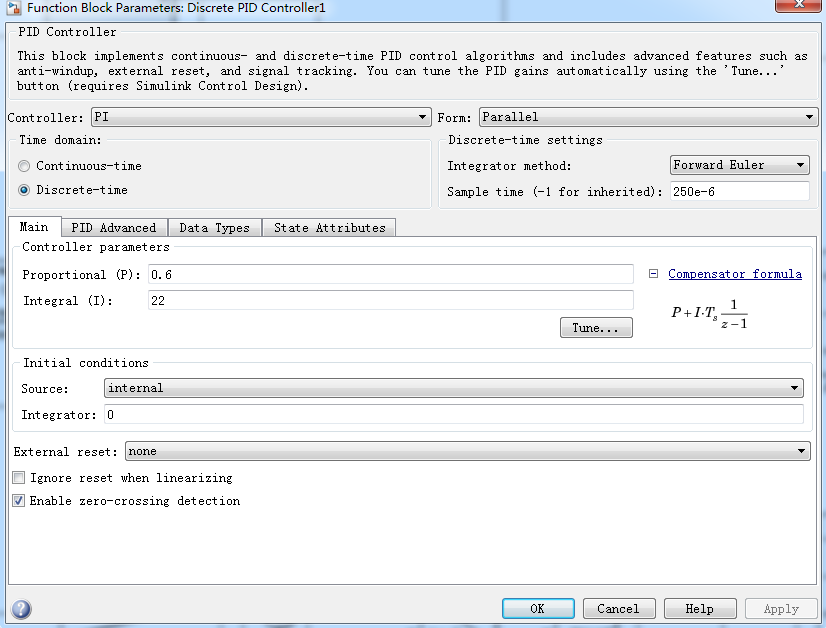 Function Block Parameters: Discrete PID Controller1
PID Controller
This block implements continuous- and discrete-time PID control algorithms and includes advanced features such as
anti-windup, external reset, and signal tracking. You can tune the PID gains automatically using the 'Tune...'
button (requires Simulink Control Design).
Controller: PI Form: Parallel
Time domain:
Continuous-time
Discrete-time
Discrete-time settings
Integrator method: Forward Euler
Sample time (-1 for inherited): 250e-6
Main PID Advanced Data Types State Attributes
Controller parameters
Proportional (P): 0.6
Integral (I): 22
Tune...
Compensator formula
P+I·Ts 1/(z−1)
Initial conditions
Source: internal
Integrator: 0
External reset: none
Ignore reset when linearizing
Enable zero-crossing detection
? OK Cancel Help Apply